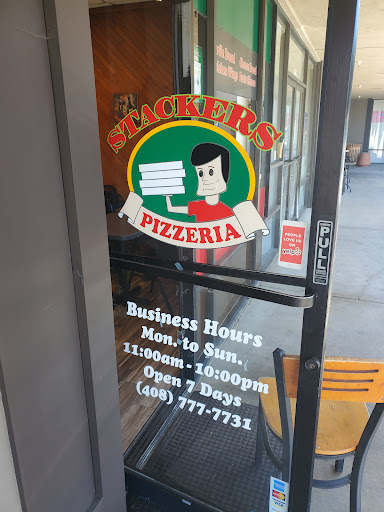 STACKERS
PIZZERIA
PEOPLE
LOVE US
ON
yelp
PULL
Business Hours
Mon. to Sun.
11:00am - 10:00pm
Open 7 Days
(408) 777-7731
VISA